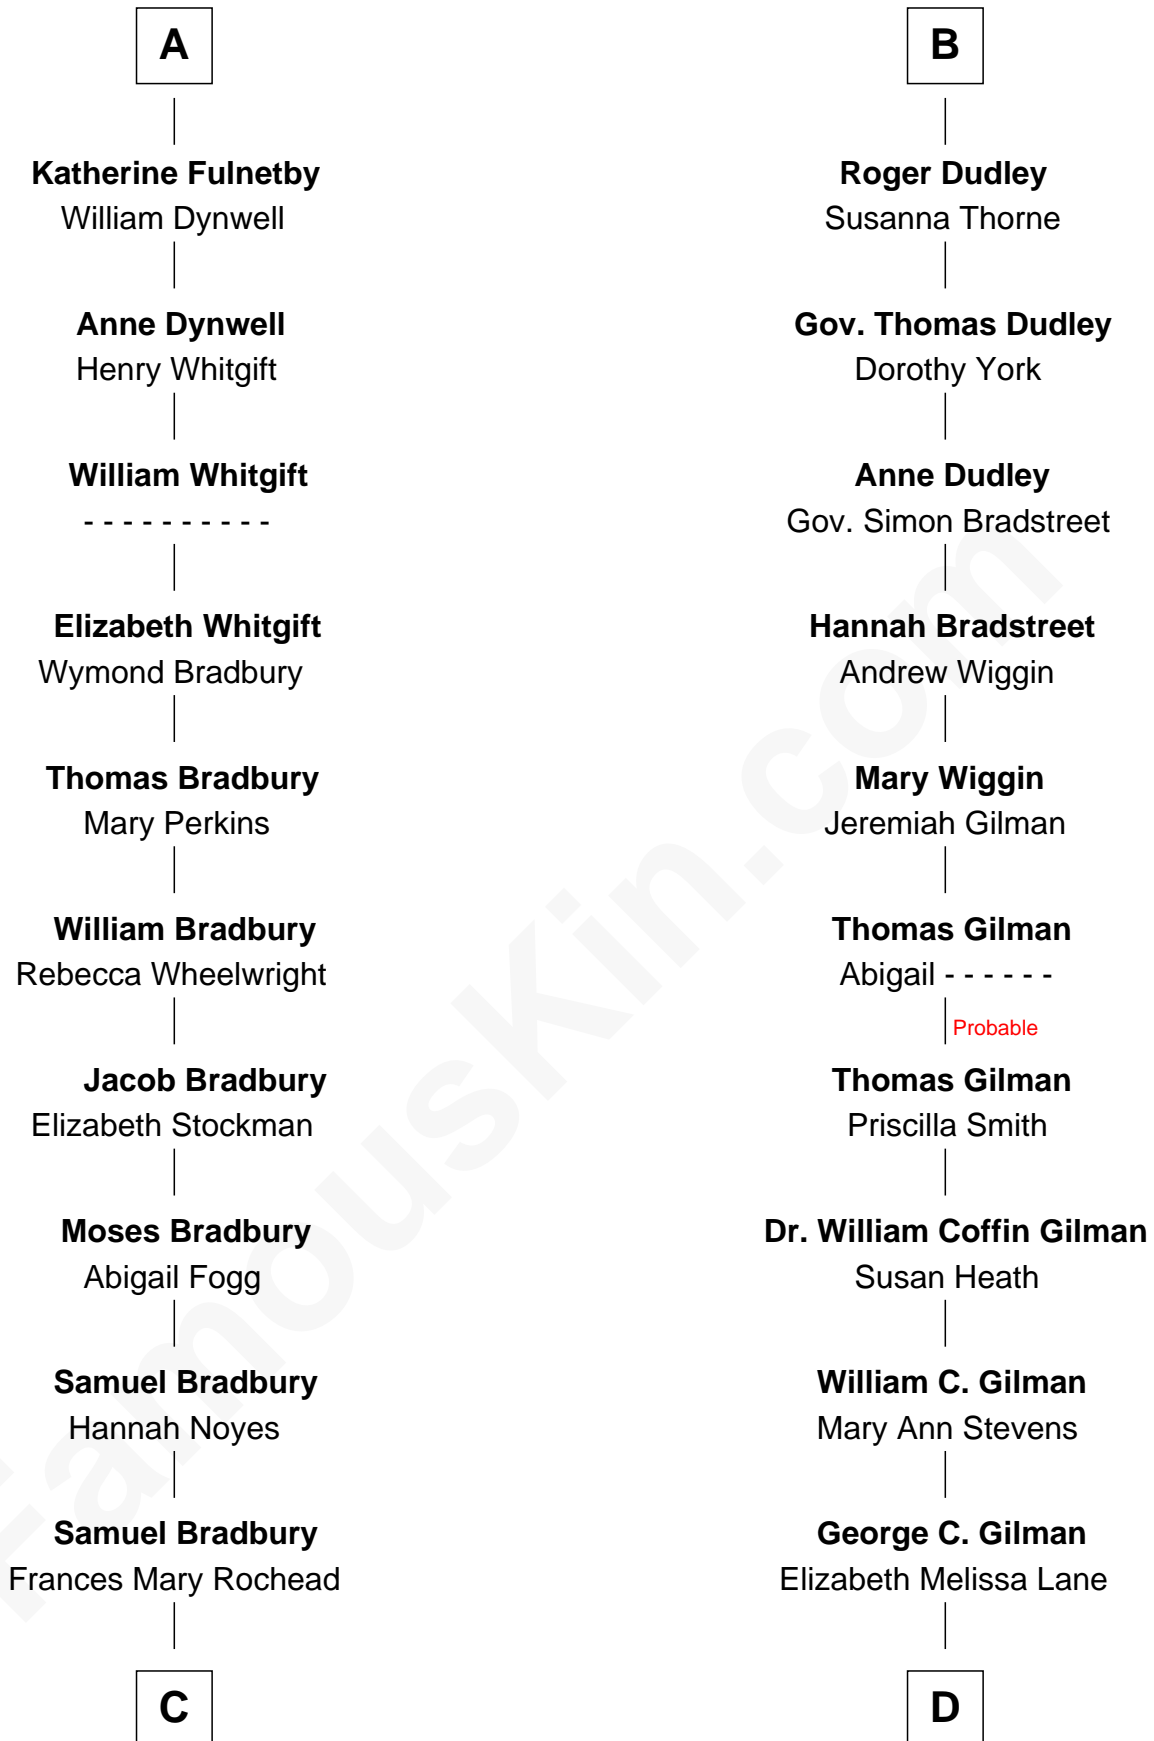 A
Katherine Fulnetby
William Dynwell
Anne Dynwell
Henry Whitgift
William Whitgift
- - - - - - - - - -
Elizabeth Whitgift
Wymond Bradbury
Thomas Bradbury
Mary Perkins
William Bradbury
Rebecca Wheelwright
Jacob Bradbury
Elizabeth Stockman
Moses Bradbury
Abigail Fogg
Samuel Bradbury
Hannah Noyes
Samuel Bradbury
Frances Mary Rochead
C
B
Roger Dudley
Susanna Thorne
Gov. Thomas Dudley
Dorothy York
Anne Dudley
Gov. Simon Bradstreet
Hannah Bradstreet
Andrew Wiggin
Mary Wiggin
Jeremiah Gilman
Thomas Gilman
Abigail - - - - - -
Probable
Thomas Gilman
Priscilla Smith
Dr. William Coffin Gilman
Susan Heath
William C. Gilman
Mary Ann Stevens
George C. Gilman
Elizabeth Melissa Lane
D
FamousKin.com